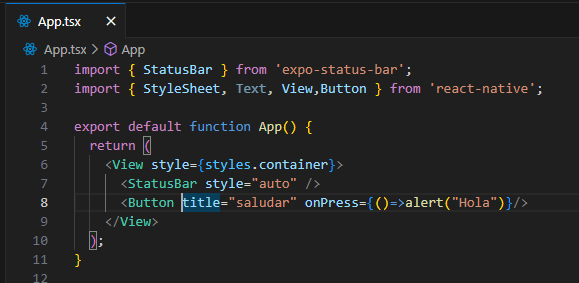 App.tsx ×
App.tsx > App
1 import { StatusBar } from 'expo-status-bar';
2 import { StyleSheet, Text, View,Button } from 'react-native';
3
4 export default function App() {
5   return (
6     <View style={styles.container}>
7       <StatusBar style="auto" />
8       <Button title="saludar" onPress={()=>alert("Hola")}/>
9     </View>
10   );
11 }
12